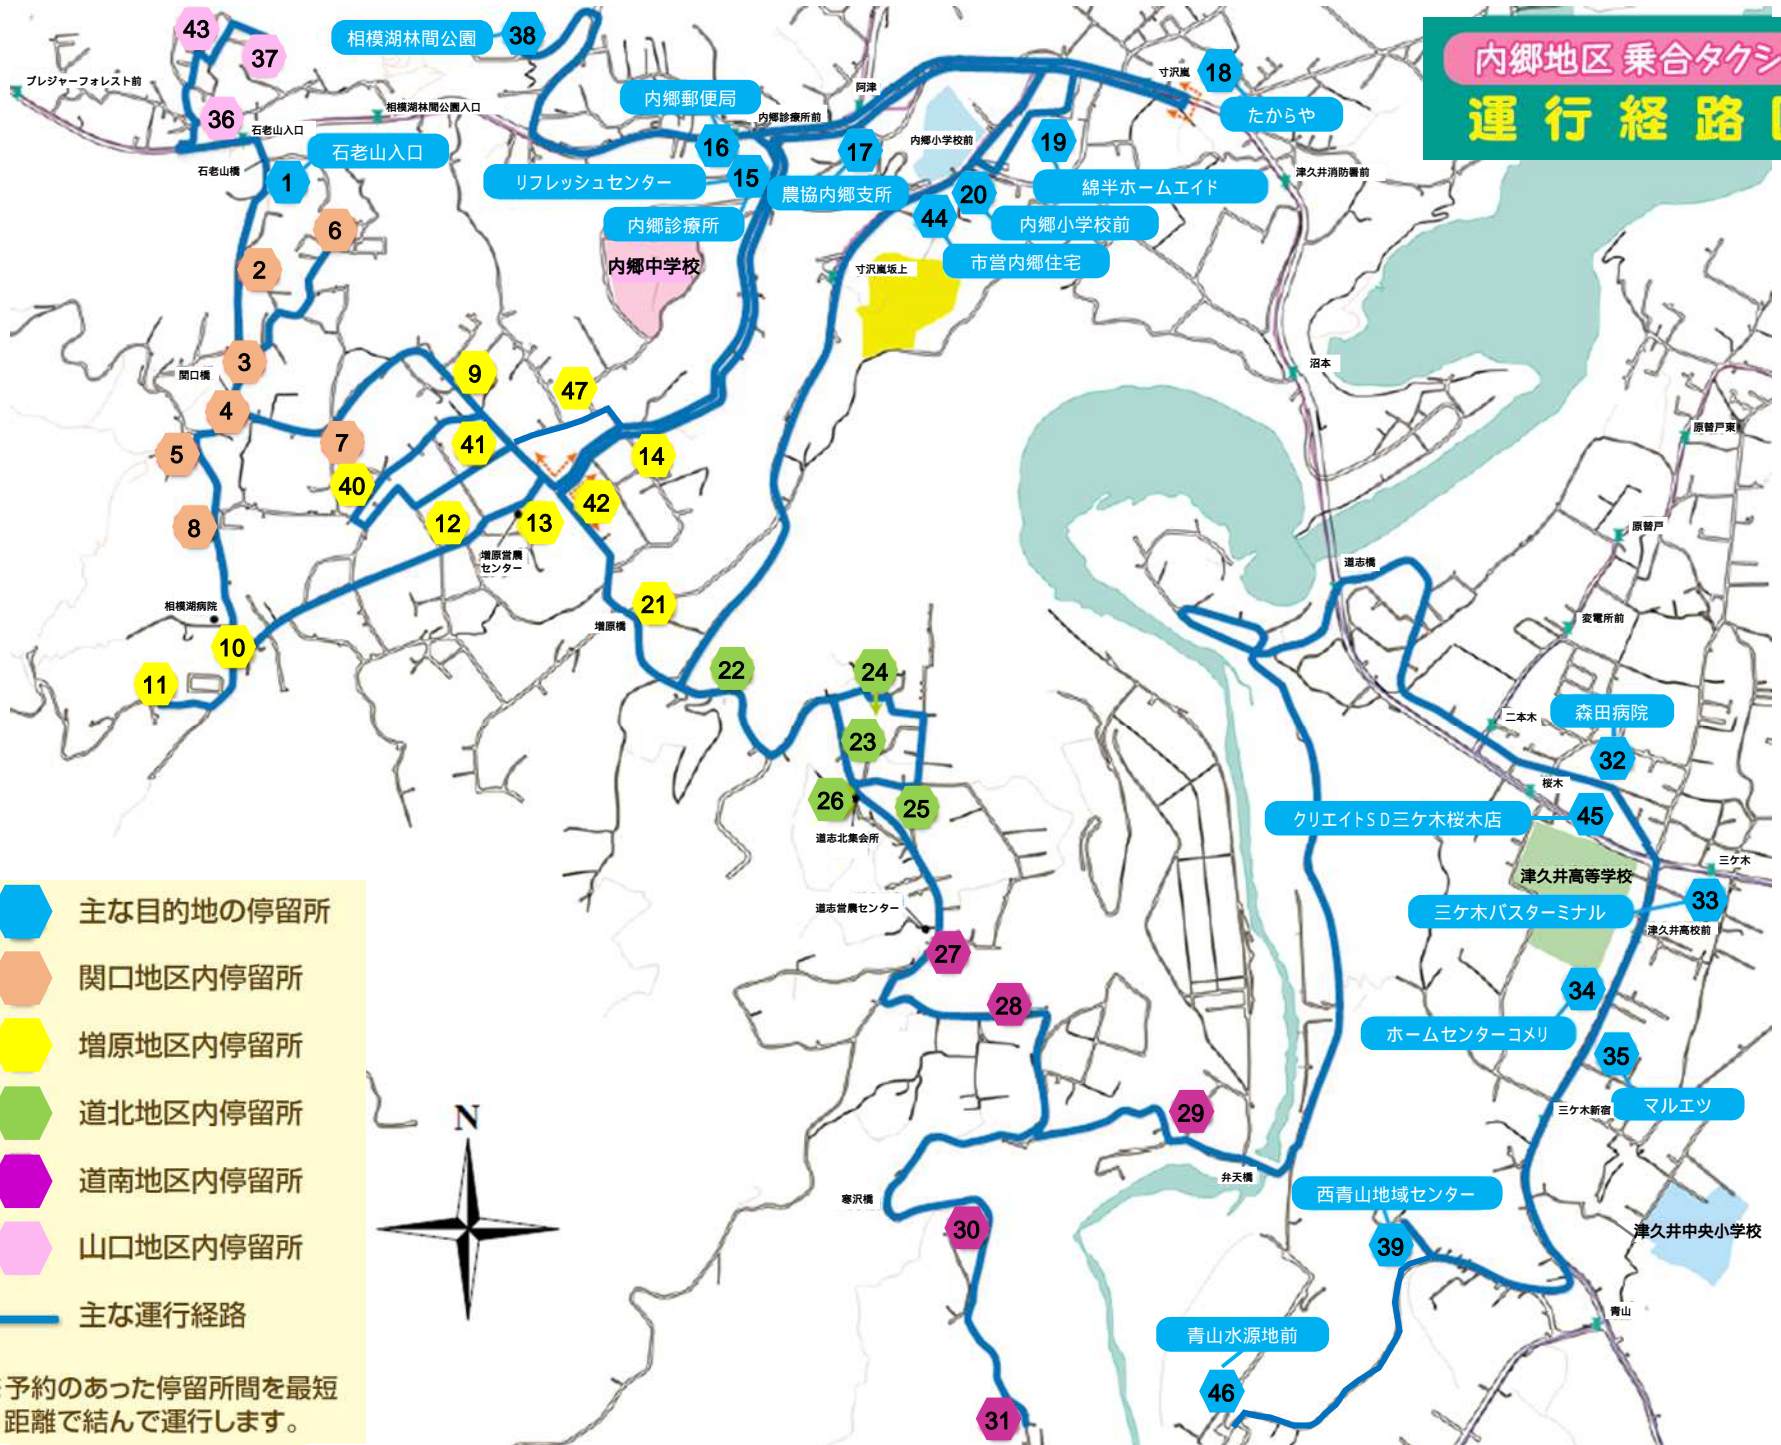 内郷地区 乗合タクシ
運行経路
43
37
36
プレジャーフォレスト前
石老山入口
相模湖林間公園入口
石老山橋
石老山入口
1
相模湖林間公園
38
内郷郵便局
内郷診療所前
阿津
16
15
17
リフレッシュセンター
農協内郷支所
内郷診療所
内郷中学校
内郷小学校前
寸沢嵐
18
たからや
19
綿半ホームエイド
20
内郷小学校前
44
市営内郷住宅
津久井消防署前
寸沢嵐坂上
沼本
6
2
3
関口橋
4
5
7
8
9
47
41
40
14
42
12
13
増原営農
センター
相模湖病院
10
11
21
増原橋
22
24
23
26
25
道志北集会所
道志営農センター
27
28
29
弁天橋
寒沢橋
30
31
原替戸東
原替戸
道志橋
変電所前
二本木
森田病院
32
桜木
クリエイトSD三ケ木桜木店
45
津久井高等学校
三ケ木
三ケ木バスターミナル
33
津久井高校前
34
ホームセンターコメリ
35
マルエツ
三ケ木新宿
西青山地域センター
39
津久井中央小学校
青山
青山水源地前
46
主な目的地の停留所
関口地区内停留所
増原地区内停留所
道北地区内停留所
道南地区内停留所
山口地区内停留所
主な運行経路
予約のあった停留所間を最短
距離で結んで運行します。
N